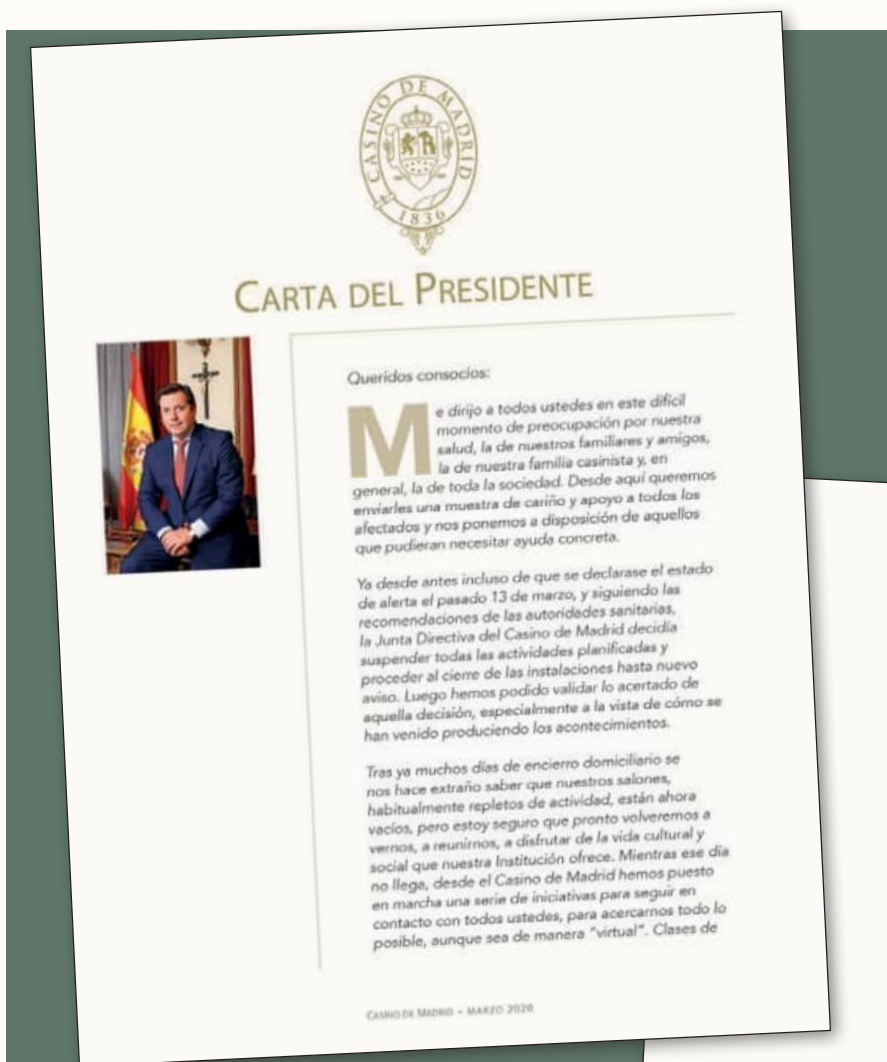 CASINO DE MADRID
1836
CARTA DEL PRESIDENTE
Queridos consocios:
Me dirijo a todos ustedes en este difícil
momento de preocupación por nuestra
salud, la de nuestros familiares y amigos,
la de nuestra familia casinista y, en
general, la de toda la sociedad. Desde aquí queremos
enviarles una muestra de cariño y apoyo a todos los
afectados y nos ponemos a disposición de aquellos
que pudieran necesitar ayuda concreta.
Ya desde antes incluso de que se declarase el estado
de alerta el pasado 13 de marzo, y siguiendo las
recomendaciones de las autoridades sanitarias,
la Junta Directiva del Casino de Madrid decidía
suspender todas las actividades planificadas y
proceder al cierre de las instalaciones hasta nuevo
aviso. Luego hemos podido validar lo acertado de
aquella decisión, especialmente a la vista de cómo se
han venido produciendo los acontecimientos.
Tras ya muchos días de encierro domiciliario se
nos hace extraño saber que nuestros salones,
habitualmente repletos de actividad, están ahora
vacíos, pero estoy seguro que pronto volveremos a
vernos, a reunirnos, a disfrutar de la vida cultural y
social que nuestra Institución ofrece. Mientras ese día
no llega, desde el Casino de Madrid hemos puesto
en marcha una serie de iniciativas para seguir en
contacto con todos ustedes, para acercarnos todo lo
posible, aunque sea de manera "virtual". Clases de
CASINO DE MADRID • MARZO 2020